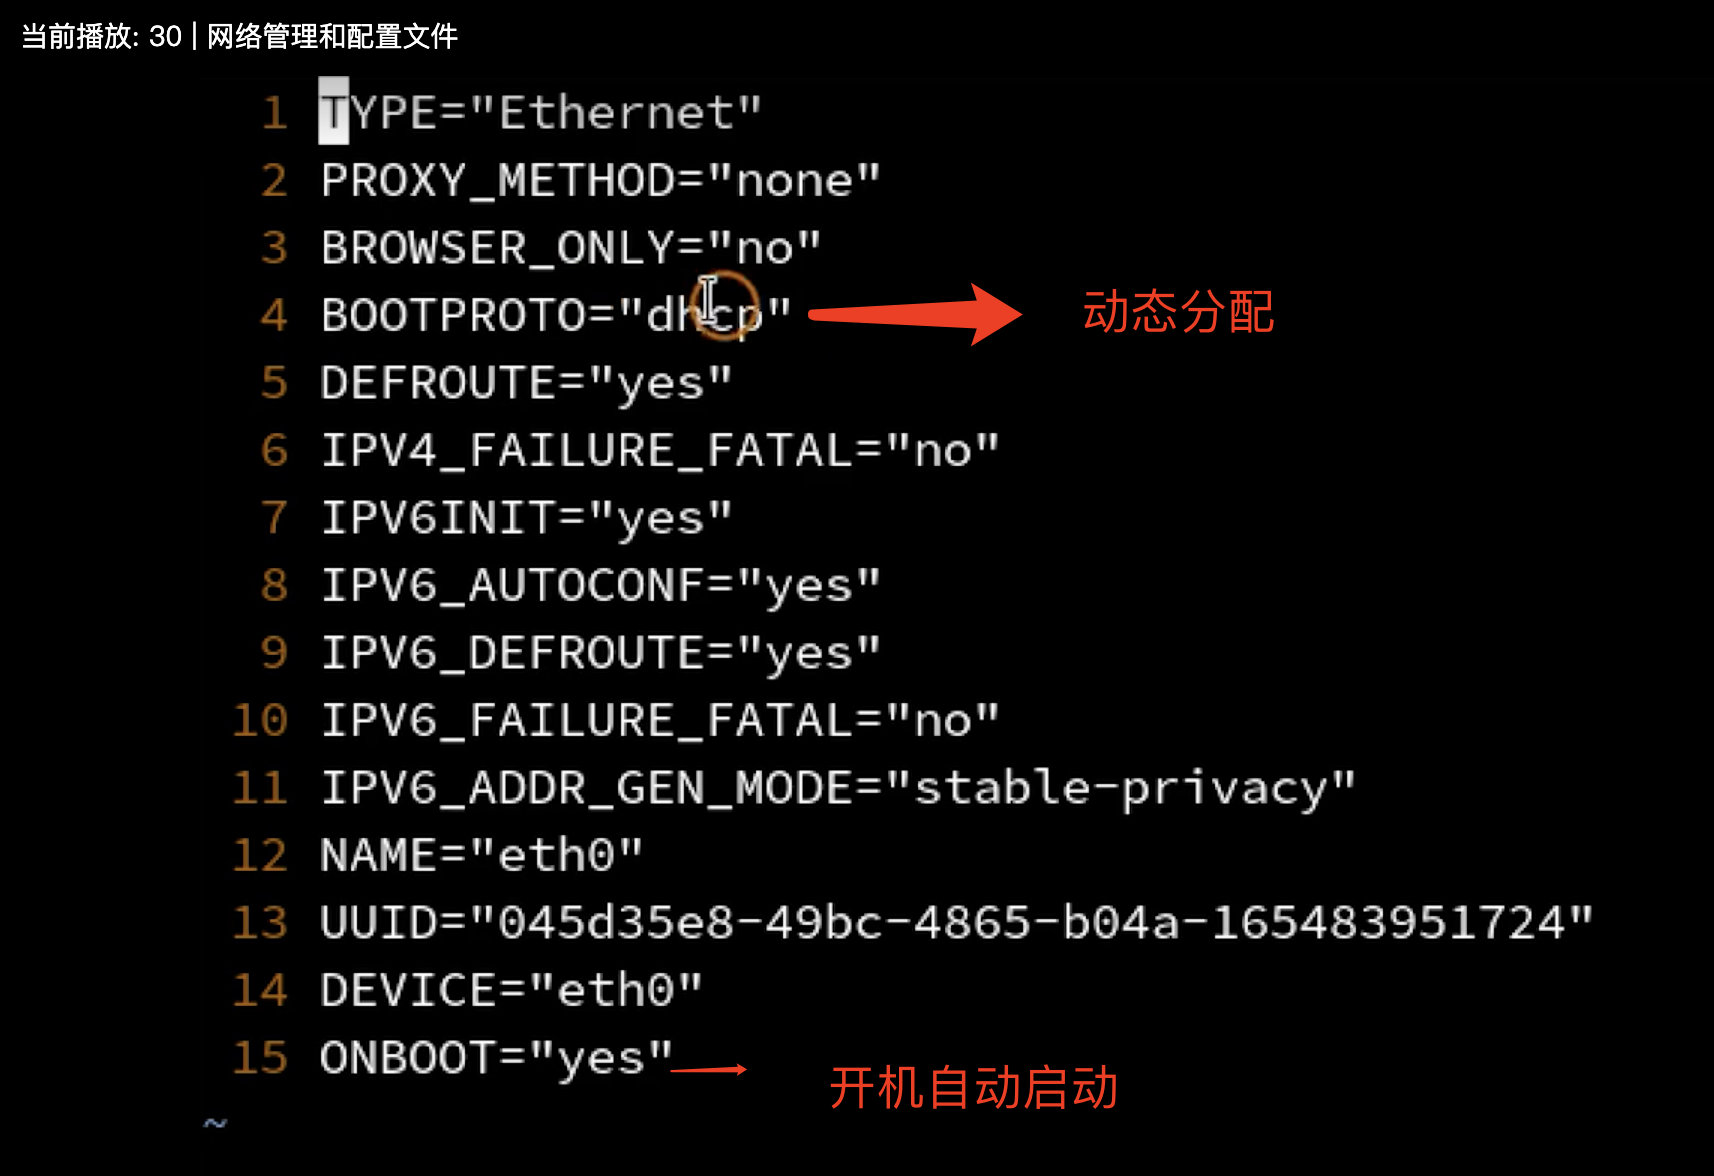 当前播放: 30 | 网络管理和配置文件
1 TYPE="Ethernet"
2 PROXY_METHOD="none"
3 BROWSER_ONLY="no"
4 BOOTPROTO="dhcp" 动态分配
5 DEFROUTE="yes"
6 IPV4_FAILURE_FATAL="no"
7 IPV6INIT="yes"
8 IPV6_AUTOCONF="yes"
9 IPV6_DEFROUTE="yes"
10 IPV6_FAILURE_FATAL="no"
11 IPV6_ADDR_GEN_MODE="stable-privacy"
12 NAME="eth0"
13 UUID="045d35e8-49bc-4865-b04a-165483951724"
14 DEVICE="eth0"
15 ONBOOT="yes" 开机自动启动
~